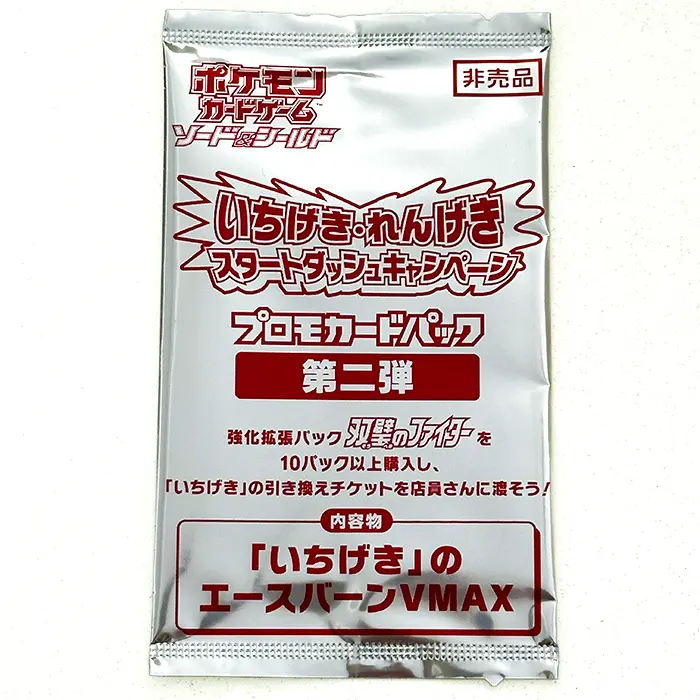 ポケモン
カードゲーム™
ソード&シールド
非売品
いちげき・れんげき
スタートダッシュキャンペーン
プロモカードパック
第二弾
強化拡張パック 双璧のファイターを
10パック以上購入し、
「いちげき」の引き換えチケットを店員さんに渡そう!
内容物
「いちげき」の
エースバーンVMAX